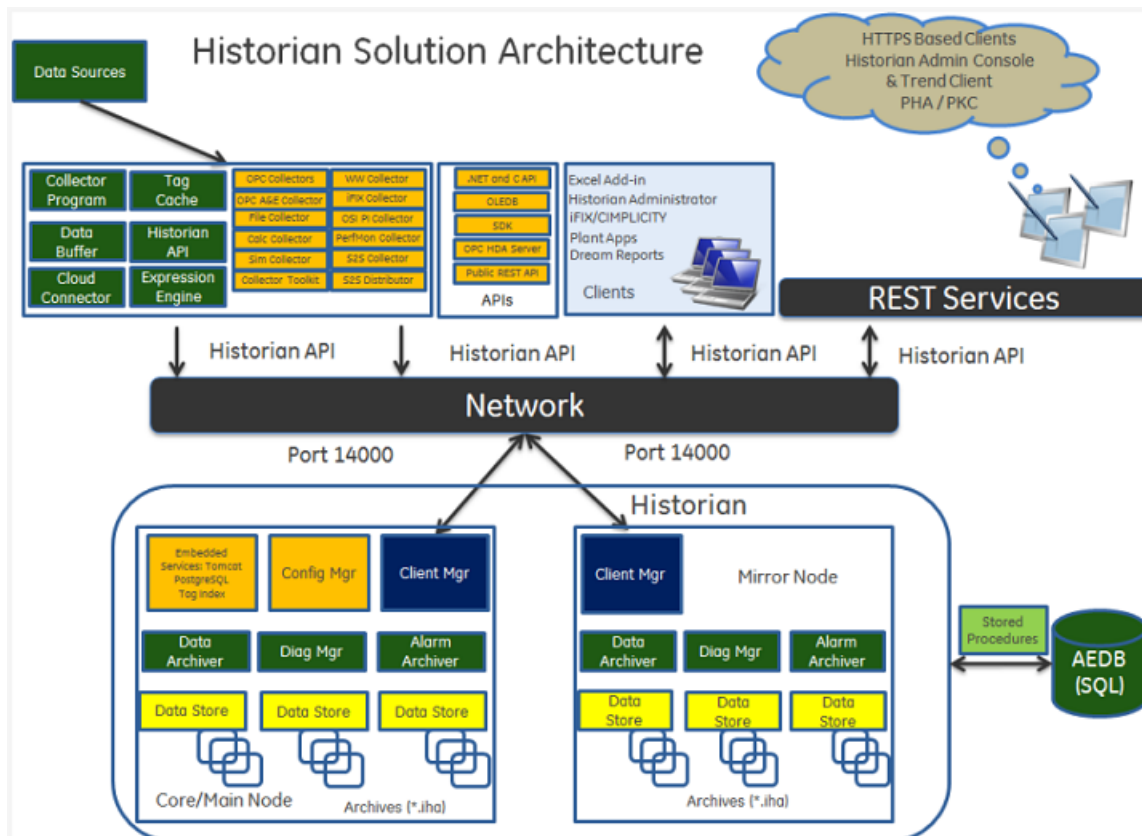 Historian Solution Architecture
Data Sources
HTTPS Based Clients
Historian Admin Console
& Trend Client
PHA / PKC
Collector
Program
Tag
Cache
Data
Buffer
Historian
API
Cloud
Connector
Expression
Engine
OPC Collectors
WW Collector
OPC A&E Collector
iFIX Collector
File Collector
OSI PI Collector
Calc Collector
PerfMon Collector
Sim Collector
S2S Collector
Collector Toolkit
S2S Distributor
.NET and C API
OLEDB
SDK
OPC HDA Server
Public REST API
APIs
Excel Add-in
Historian Administrator
iFIX/CIMPLICITY
Plant Apps
Dream Reports
Clients
REST Services
Historian API
Historian API
Historian API
Historian API
Network
Port 14000
Port 14000
Historian
Embedded
Services: Tomcat
PostgreSQL
Tag Index
Config Mgr
Client Mgr
Data
Archiver
Diag Mgr
Alarm
Archiver
Data Store
Data Store
Data Store
Core/Main Node
Archives (*.iha)
Client Mgr
Mirror Node
Data
Archiver
Diag Mgr
Alarm
Archiver
Data
Store
Data
Store
Data
Store
Archives (*.iha)
Stored
Procedures
AEDB
(SQL)